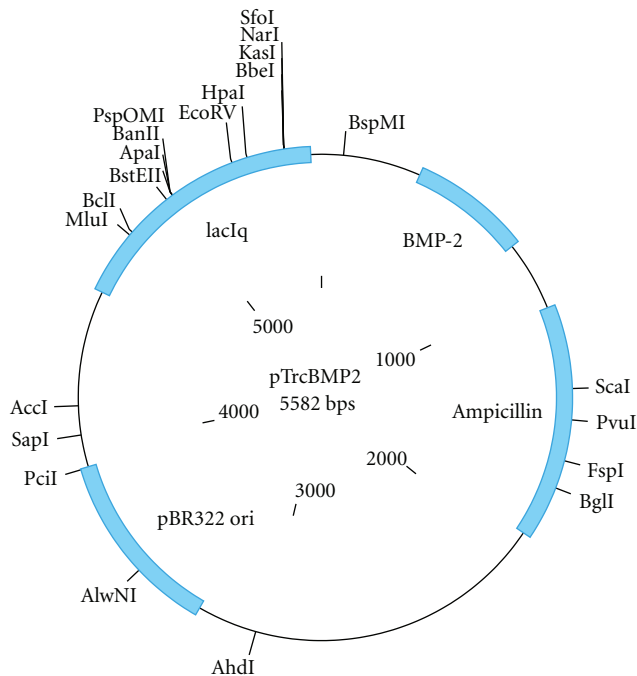 SfoI
NarI
KasI
BbeI
HpaI
EcoRV
PspOMI
BanII
ApaI
BstEII
BclI
MluI
BspMI
lacIq
BMP-2
5000
1000
pTrcBMP2
5582 bps
ScaI
AccI
4000
Ampicillin
PvuI
SapI
2000
FspI
PciI
3000
BglI
pBR322 ori
AlwNI
AhdI